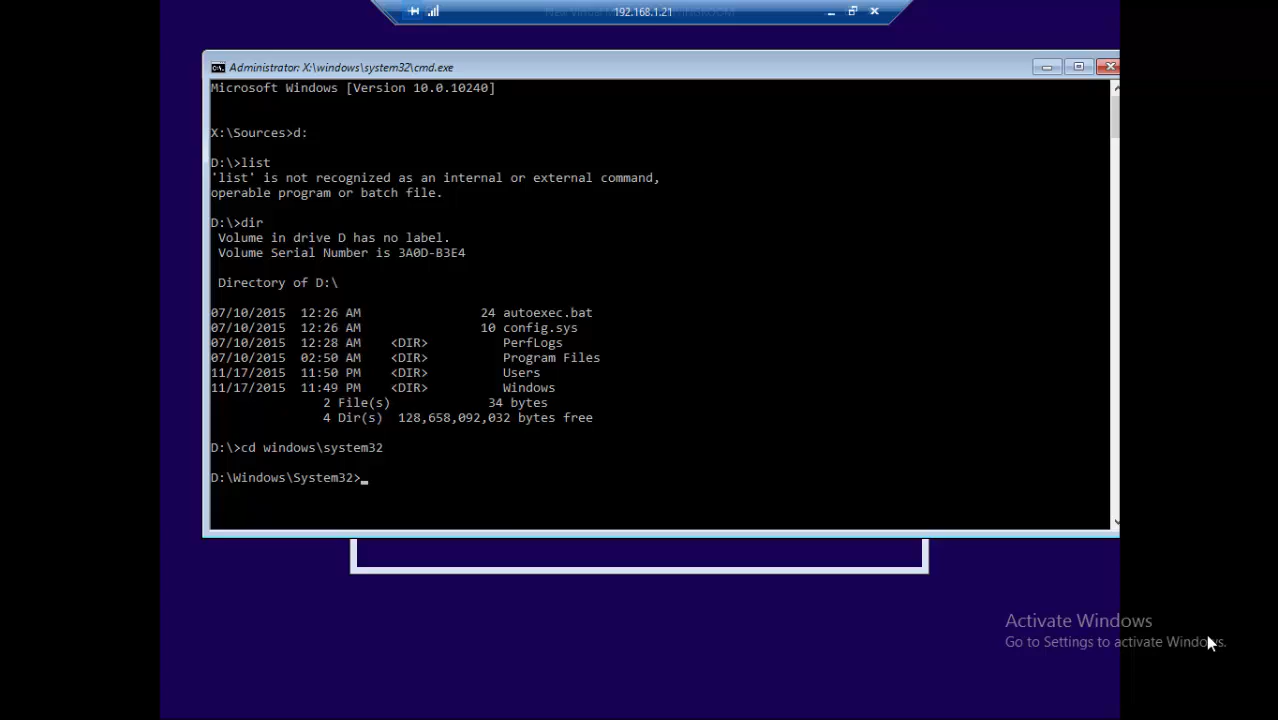 192.168.1.21
Administrator: X:\windows\system32\cmd.exe
Microsoft Windows [Version 10.0.10240]
X:\Sources>d:
D:\>list
'list' is not recognized as an internal or external command,
operable program or batch file.
D:\>dir
Volume in drive D has no label.
Volume Serial Number is 3A0D-B3E4
Directory of D:\
07/10/2015 12:26 AM 24 autoexec.bat
07/10/2015 12:26 AM 10 config.sys
07/10/2015 12:28 AM <DIR> PerfLogs
07/10/2015 02:50 AM <DIR> Program Files
11/17/2015 11:50 PM <DIR> Users
11/17/2015 11:49 PM <DIR> Windows
2 File(s) 34 bytes
4 Dir(s) 128,658,092,032 bytes free
D:\>cd windows\system32
D:\Windows\System32>
Activate Windows
Go to Settings to activate Windows.